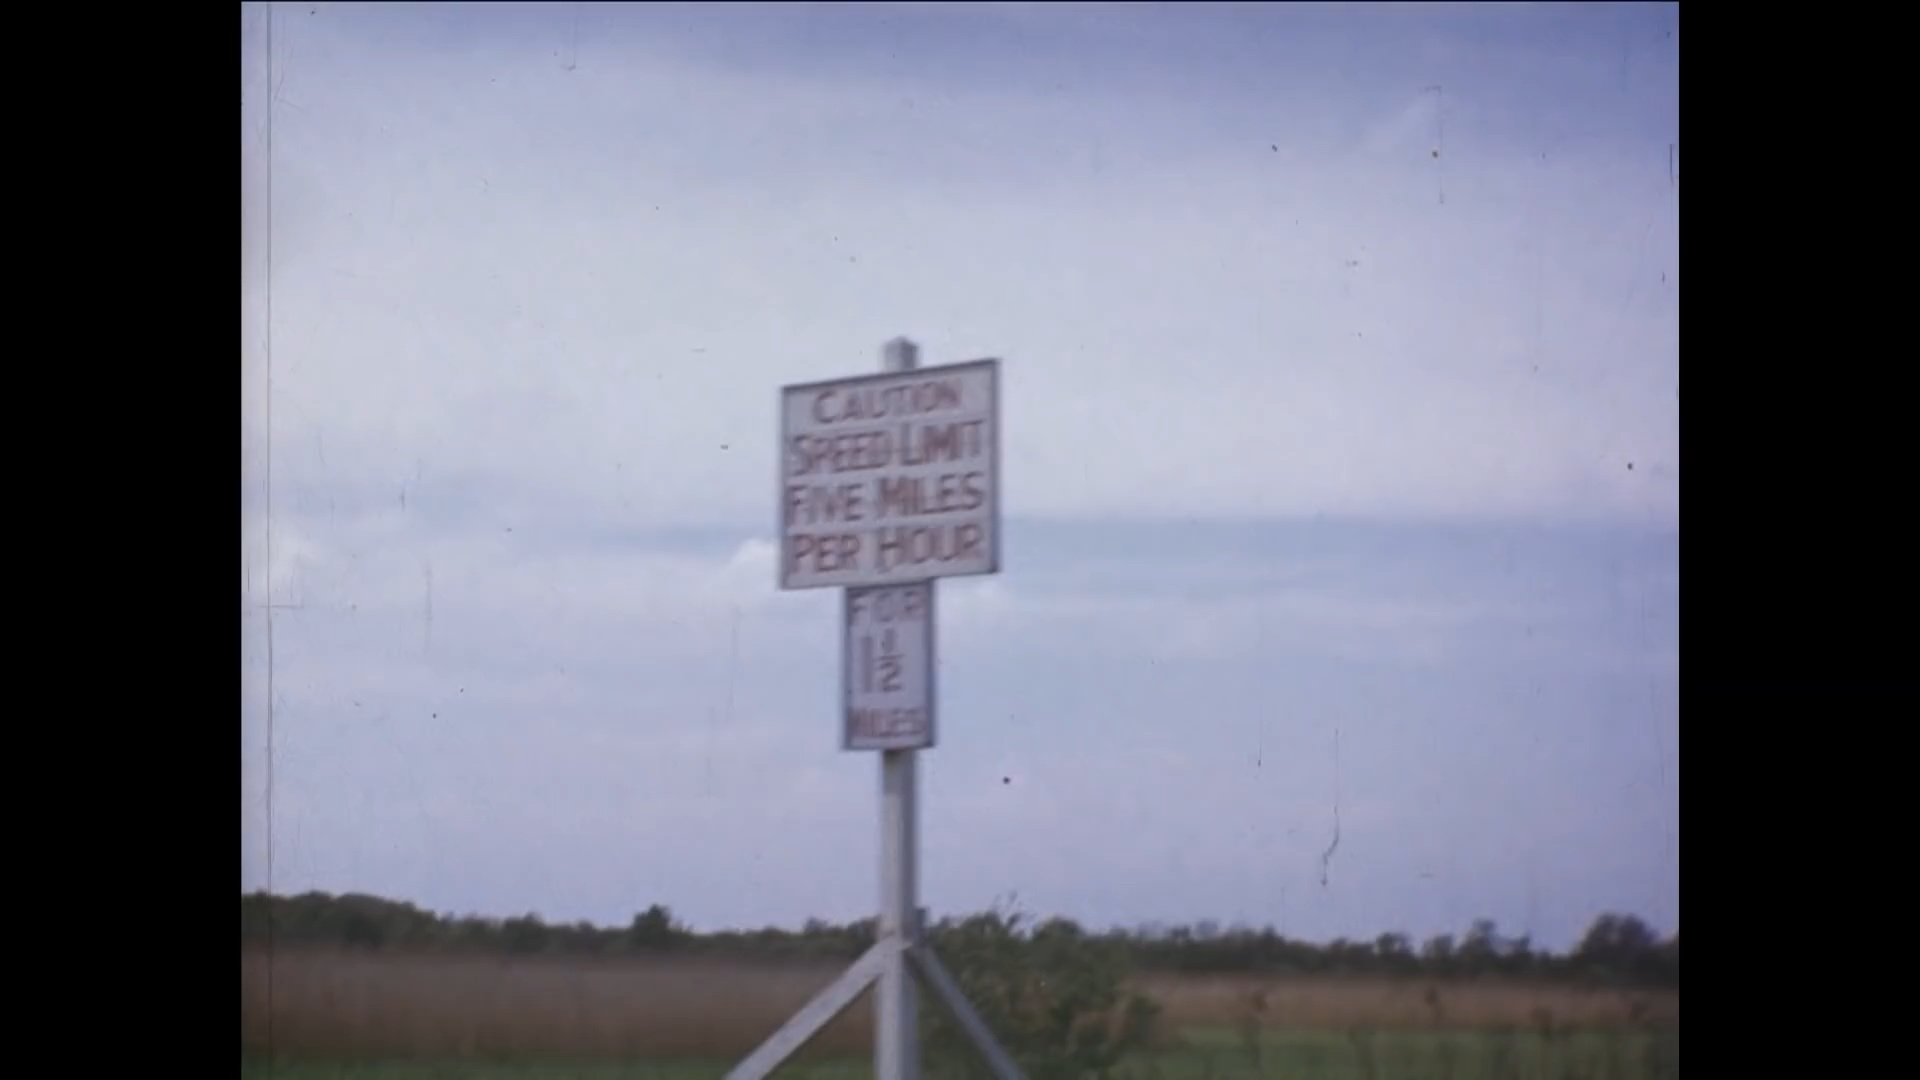 CAUTION
SPEED-LIMIT
FIVE MILES
PER HOUR
FOR
1 1/2
MILES